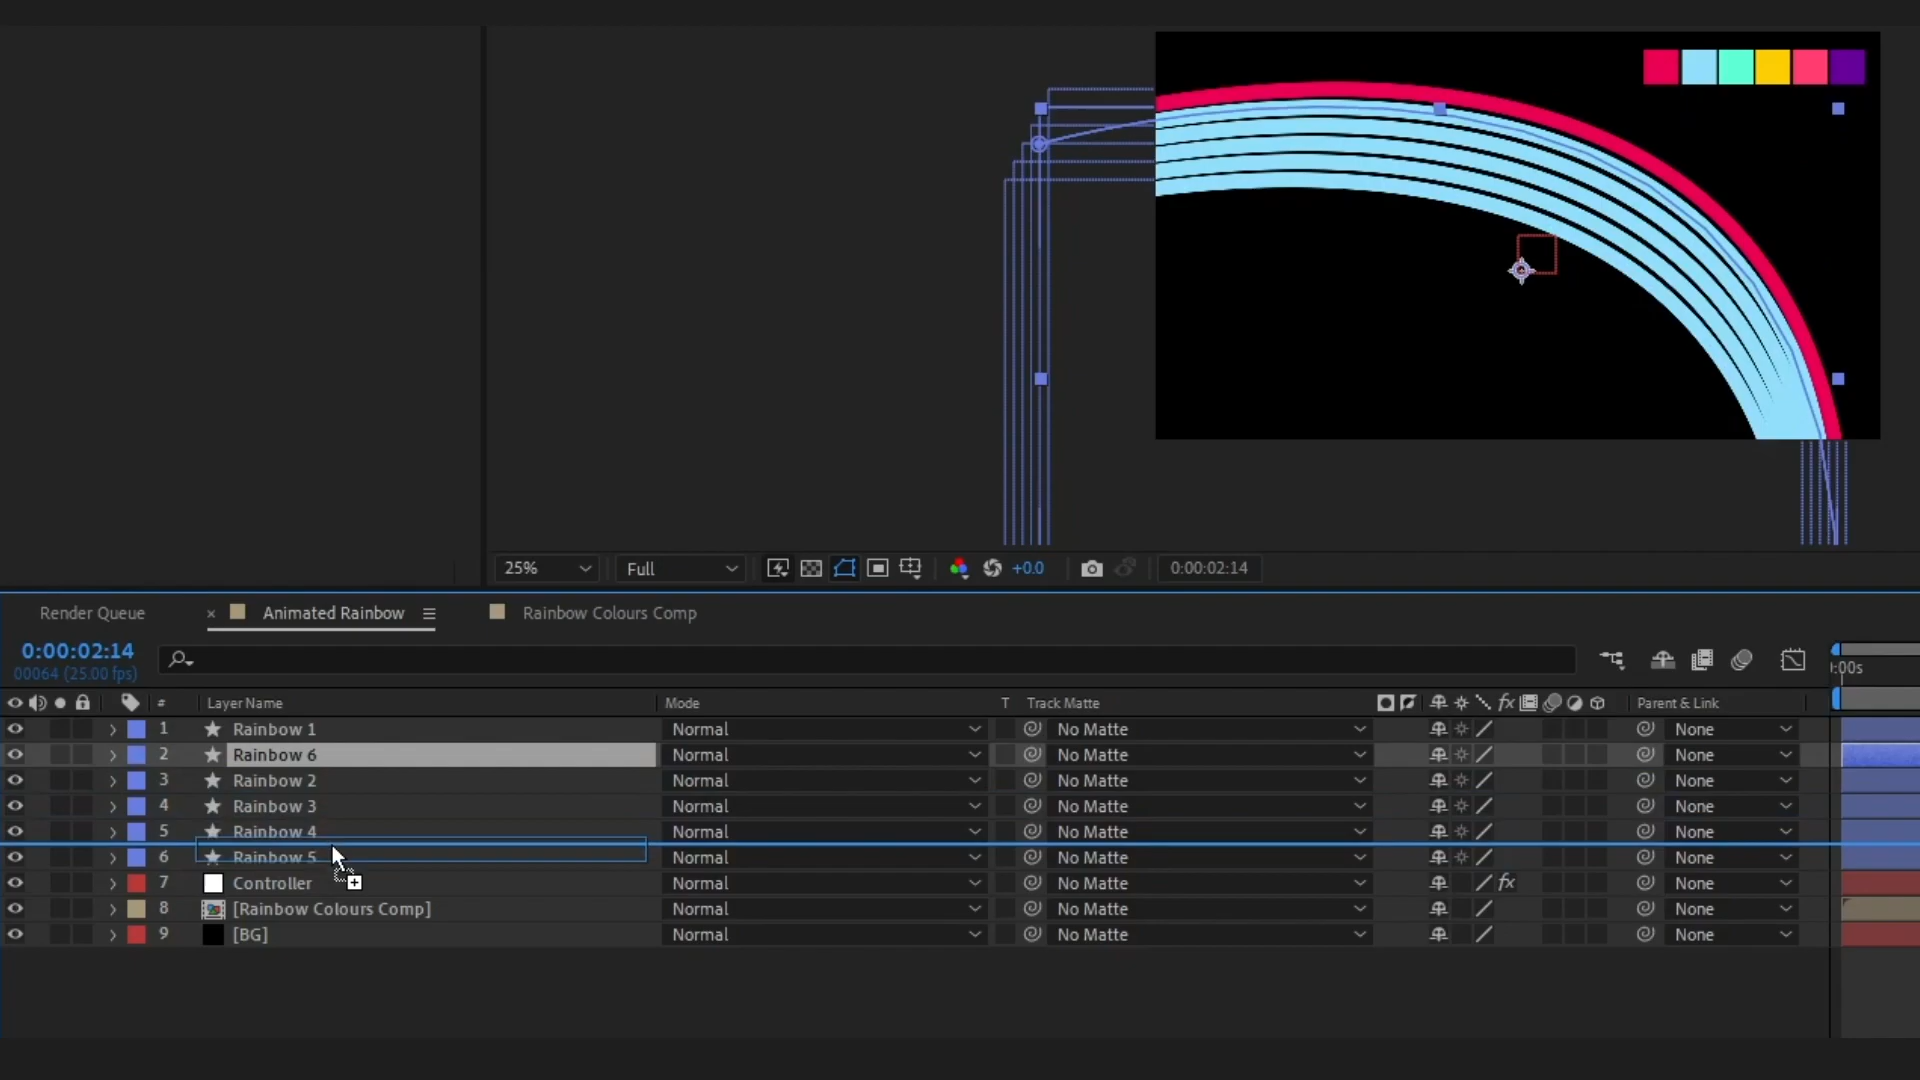 25%
Full
+0.0
0:00:02:14
Render Queue
× Animated Rainbow
Rainbow Colours Comp
0:00:02:14
00064 (25.00 fps)
:00s
# Layer Name Mode T Track Matte fx Parent & Link
1 Rainbow 1 Normal No Matte None
2 Rainbow 6 Normal No Matte None
3 Rainbow 2 Normal No Matte None
4 Rainbow 3 Normal No Matte None
5 Rainbow 4 Normal No Matte None
6 Rainbow 5 Normal No Matte None
7 Controller Normal No Matte fx None
8 [Rainbow Colours Comp] Normal No Matte None
9 [BG] Normal No Matte None